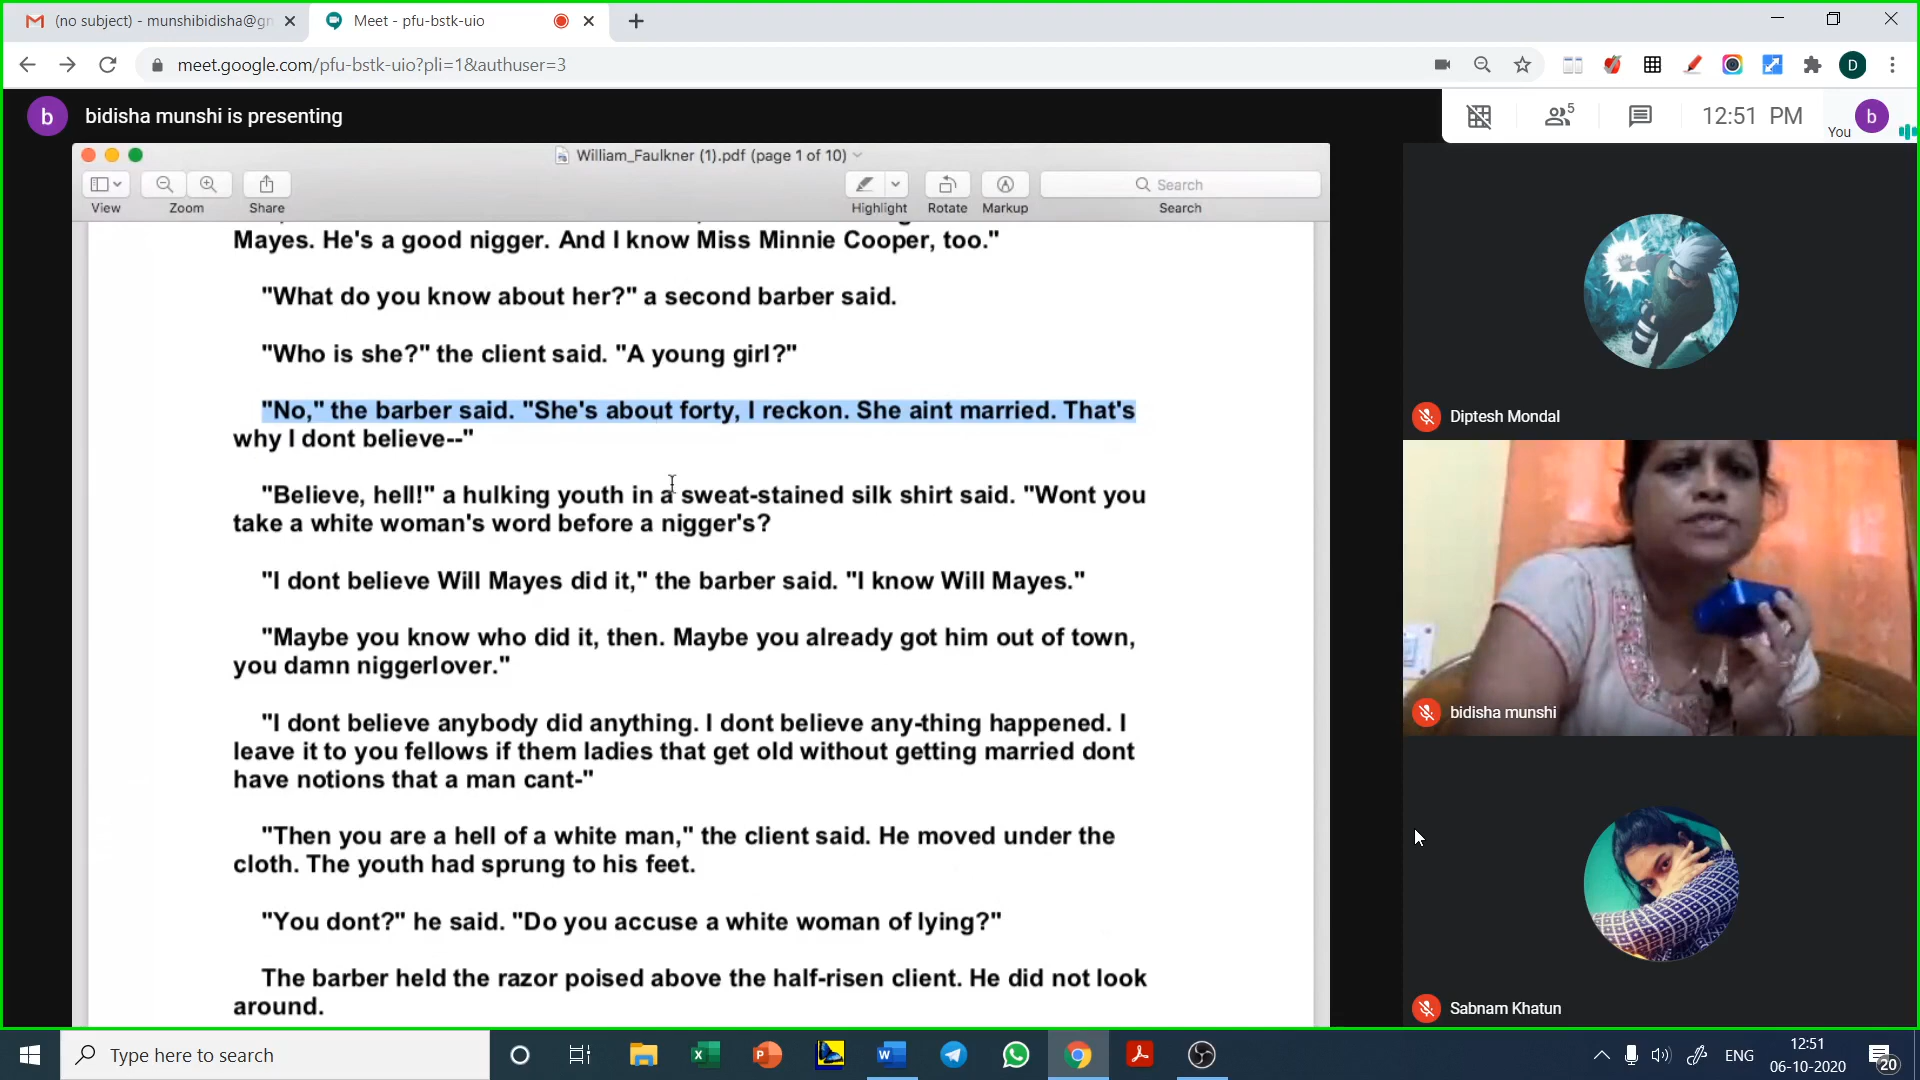 (no subject) - munshibidisha@gm
Meet - pfu-bstk-uio
meet.google.com/pfu-bstk-uio?pli=1&authuser=3
D
b
bidisha munshi is presenting
5
12:51 PM
You
b
William_Faulkner (1).pdf (page 1 of 10)
Search
View
Zoom
Share
Highlight
Rotate
Markup
Search
Mayes. He's a good nigger. And I know Miss Minnie Cooper, too."
"What do you know about her?" a second barber said.
"Who is she?" the client said. "A young girl?"
"No," the barber said. "She's about forty, I reckon. She aint married. That's
why I dont believe--"
"Believe, hell!" a hulking youth in a sweat-stained silk shirt said. "Wont you
take a white woman's word before a nigger's?
"I dont believe Will Mayes did it," the barber said. "I know Will Mayes."
"Maybe you know who did it, then. Maybe you already got him out of town,
you damn niggerlover."
"I dont believe anybody did anything. I dont believe any-thing happened. I
leave it to you fellows if them ladies that get old without getting married dont
have notions that a man cant-"
"Then you are a hell of a white man," the client said. He moved under the
cloth. The youth had sprung to his feet.
"You dont?" he said. "Do you accuse a white woman of lying?"
The barber held the razor poised above the half-risen client. He did not look
around.
Diptesh Mondal
bidisha munshi
Sabnam Khatun
Type here to search
ENG
12:51
06-10-2020
20